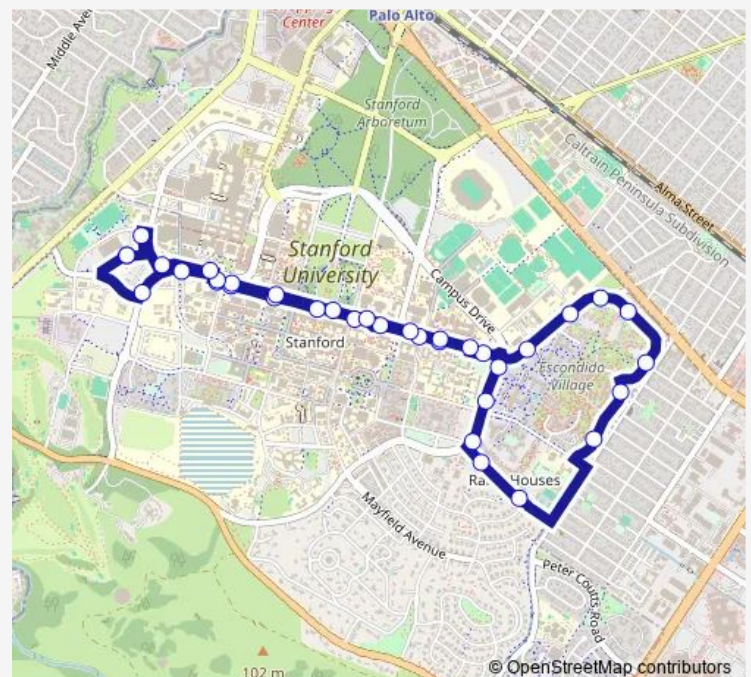 Palo Alto
Middle Ave
Center
Stanford
Arboretum
Caltrain Peninsula Subdivision
Alma Street
Stanford
University
Campus Drive
Stanford
Escondido
Village
Houses
Mayfield Avenue
Peter Coutts Road
102 m
© OpenStreetMap contributors